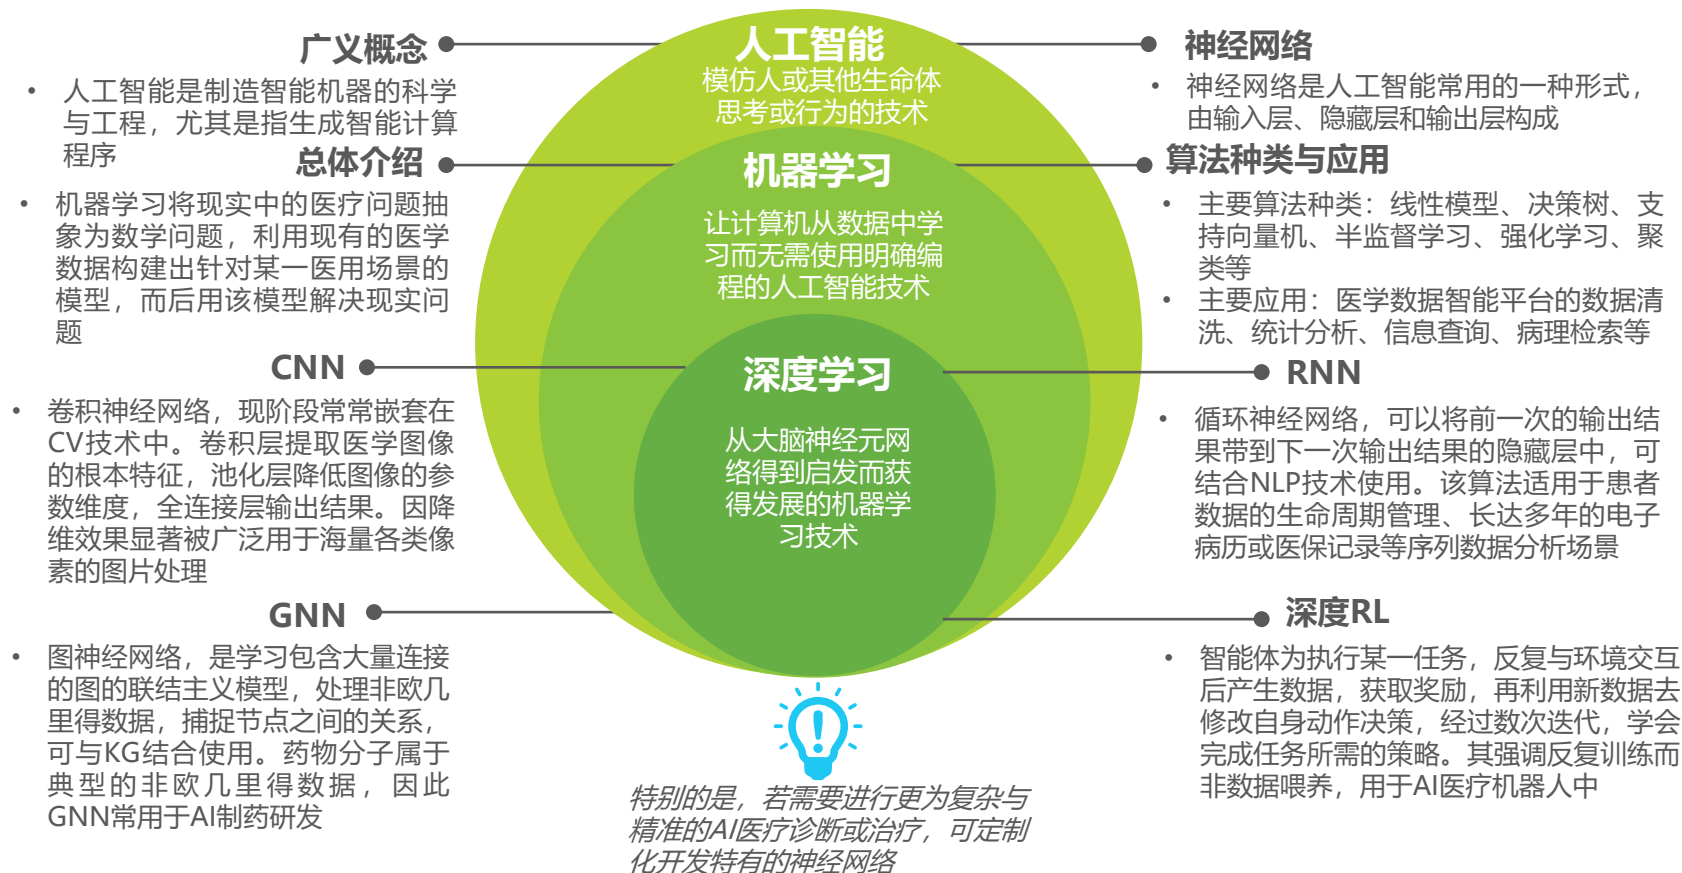 广义概念
• 人工智能是制造智能机器的科学
与工程，尤其是指生成智能计算
程序
总体介绍
• 机器学习将现实中的医疗问题抽
象为数学问题，利用现有的医学
数据构建出针对某一医用场景的
模型，而后用该模型解决现实问
题
CNN
• 卷积神经网络，现阶段常常嵌套在
CV技术中。卷积层提取医学图像
的根本特征，池化层降低图像的参
数维度，全连接层输出结果。因降
维效果显著被广泛用于海量各类像
素的图片处理
GNN
• 图神经网络，是学习包含大量连接
的图的联结主义模型，处理非欧几
里得数据，捕捉节点之间的关系，
可与KG结合使用。药物分子属于
典型的非欧几里得数据，因此
GNN常用于AI制药研发
人工智能
模仿人或其他生命体
思考或行为的技术
机器学习
让计算机从数据中学
习而无需使用明确编
程的人工智能技术
深度学习
从大脑神经元网
络得到启发而获
得发展的机器学
习技术
特别的是，若需要进行更为复杂与
精准的AI医疗诊断或治疗，可定制
化开发特有的神经网络
神经网络
• 神经网络是人工智能常用的一种形式，
由输入层、隐藏层和输出层构成
算法种类与应用
• 主要算法种类：线性模型、决策树、支
持向量机、半监督学习、强化学习、聚
类等
• 主要应用：医学数据智能平台的数据清
洗、统计分析、信息查询、病理检索等
RNN
• 循环神经网络，可以将前一次的输出结
果带到下一次输出结果的隐藏层中，可
结合NLP技术使用。该算法适用于患者
数据的生命周期管理、长达多年的电子
病历或医保记录等序列数据分析场景
深度RL
• 智能体为执行某一任务，反复与环境交互
后产生数据，获取奖励，再利用新数据去
修改自身动作决策，经过数次迭代，学会
完成任务所需的策略。其强调反复训练而
非数据喂养，用于AI医疗机器人中